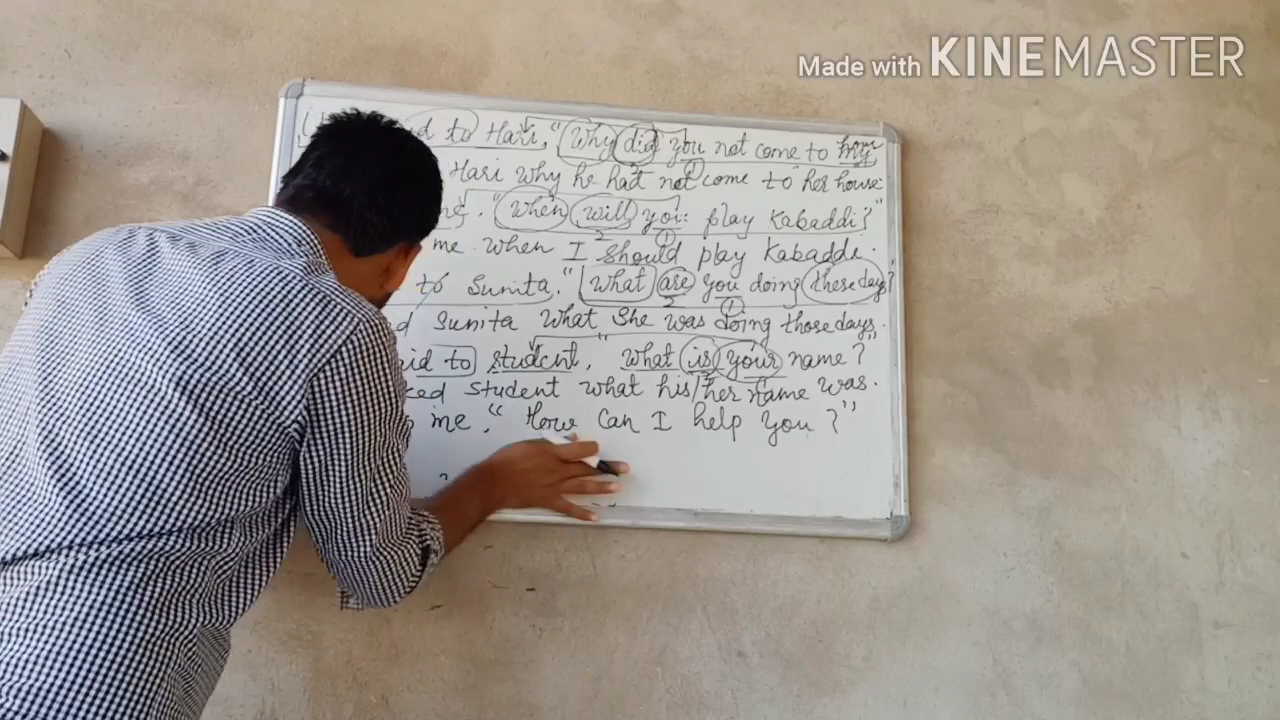 Made with KINEMASTER
to Hari, "Why did you not come to my
Hari why he had not come to her house
"When will you play Kabaddi?"
me when I should play Kabaddi.
to Sunita, "What are you doing these days?
Sunita what she was doing those days.
to student, "What is your name?"
student what his/her name was.
me, "How can I help you?"